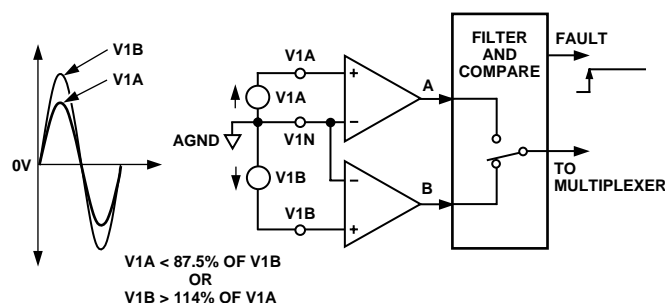 V1B
V1A
0V
V1A < 87.5% OF V1B
OR
V1B > 114% OF V1A
AGND
V1A
V1A
V1N
V1B
V1B
+
–
–
+
A
B
FILTER
AND
COMPARE
FAULT
TO
MULTIPLEXER